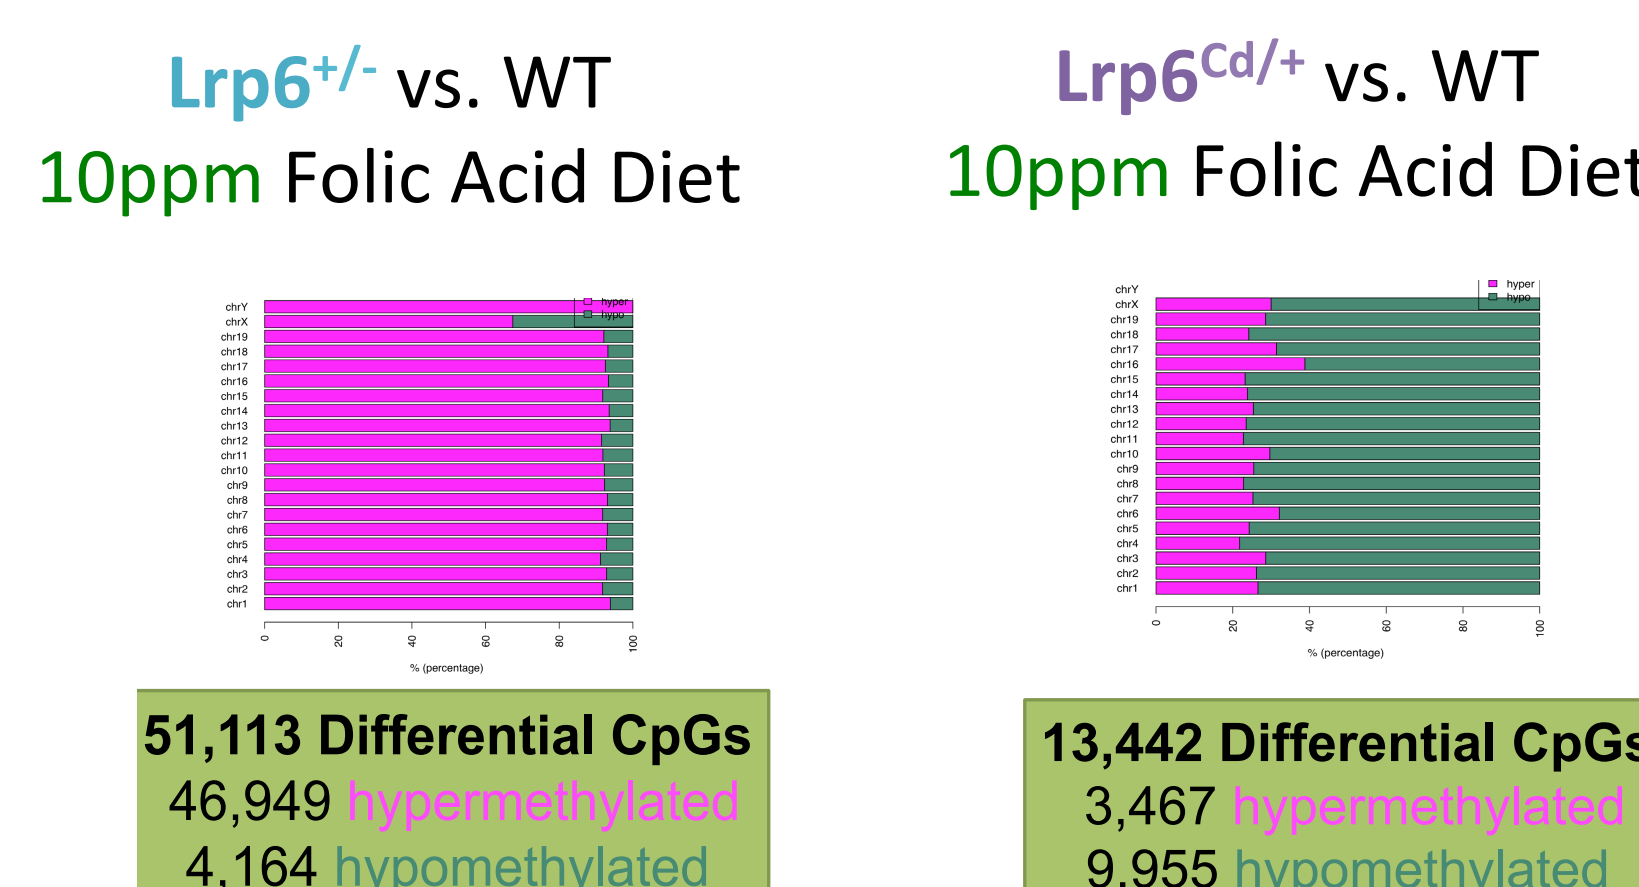 Lrp6+/- vs. WT
10ppm Folic Acid Diet
hyper
hypo
chrY
chrX
chr19
chr18
chr17
chr16
chr15
chr14
chr13
chr12
chr11
chr10
chr9
chr8
chr7
chr6
chr5
chr4
chr3
chr2
chr1
0 20 40 60 80 100
% (percentage)
51,113 Differential CpGs
46,949 hypermethylated
4,164 hypomethylated
Lrp6Cd/+ vs. WT
10ppm Folic Acid Diet
hyper
hypo
chrY
chrX
chr19
chr18
chr17
chr16
chr15
chr14
chr13
chr12
chr11
chr10
chr9
chr8
chr7
chr6
chr5
chr4
chr3
chr2
chr1
0 20 40 60 80 100
% (percentage)
13,442 Differential CpGs
3,467 hypermethylated
9,955 hypomethylated